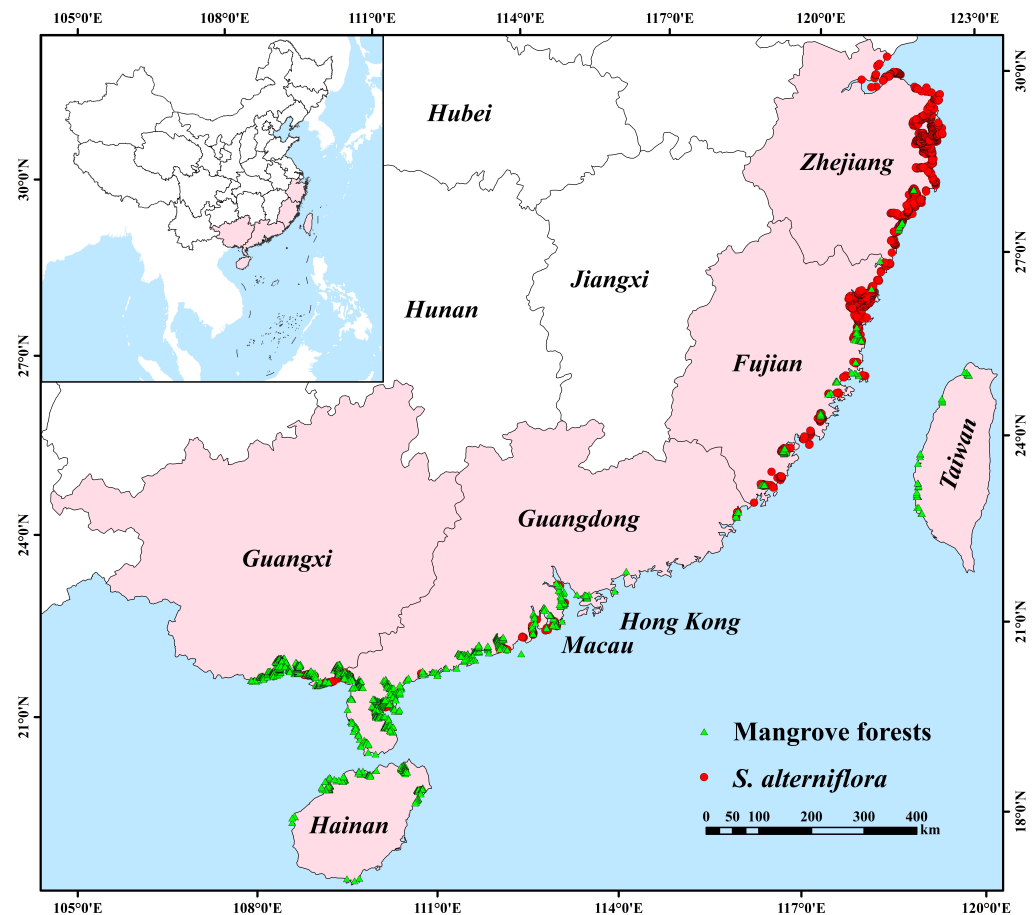 105°0'E 108°0'E 111°0'E 114°0'E 117°0'E 120°0'E 123°0'E
30°0'N
27°0'N
24°0'N
21°0'N
30°0'N
27°0'N
24°0'N
21°0'N
18°0'N
Hubei
Zhejiang
Jiangxi
Hunan
Fujian
Taiwan
Guangdong
Guangxi
Hong Kong
Macau
Hainan
Mangrove forests
S. alterniflora
0 25 50 75 100 200 300 400
km
105°0'E 108°0'E 111°0'E 114°0'E 117°0'E 120°0'E